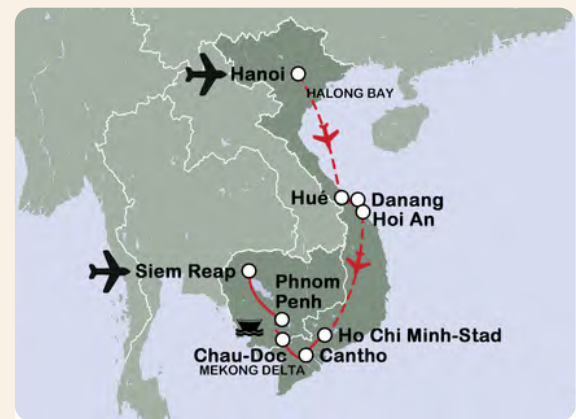 Hanoi
HALONG BAY
Hué
Danang
Hoi An
Siem Reap
Phnom
Penh
Ho Chi Minh-Stad
Chau-Doc
Cantho
MEKONG DELTA